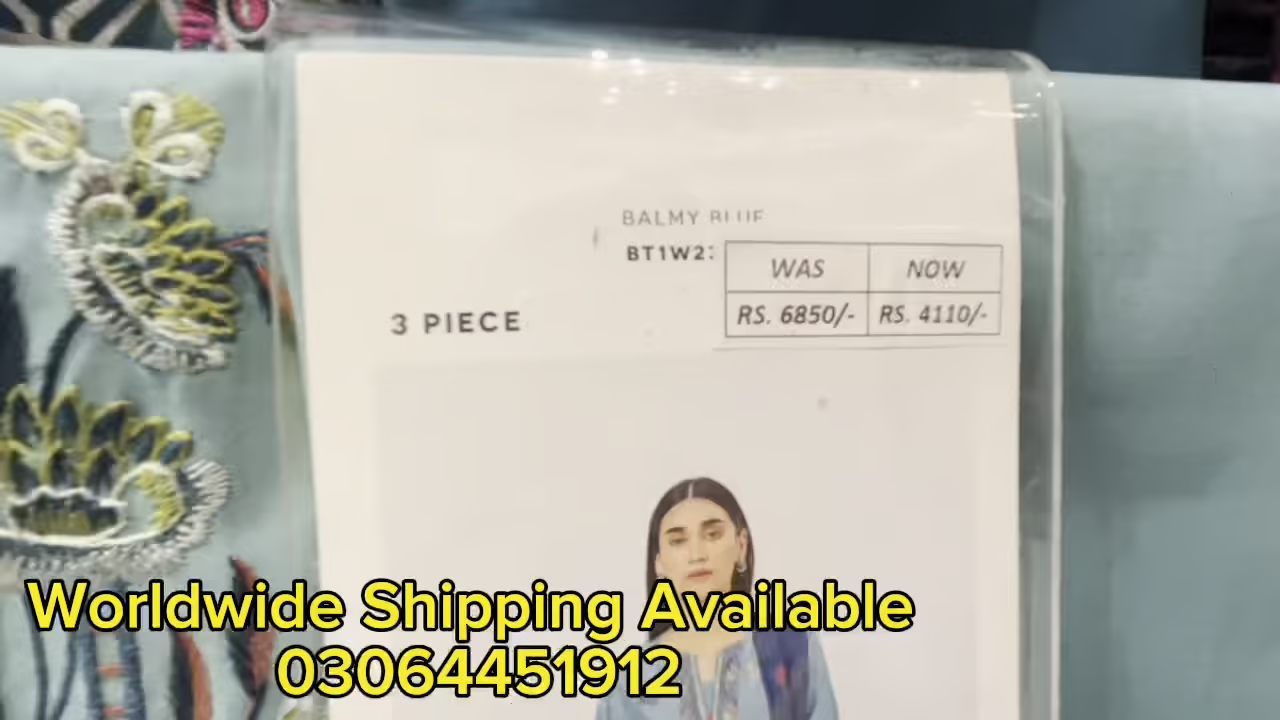 BALMY BLUE
BT1W2
WAS NOW
RS. 6850/- RS. 4110/-
3 PIECE
Worldwide Shipping Available
03064451912